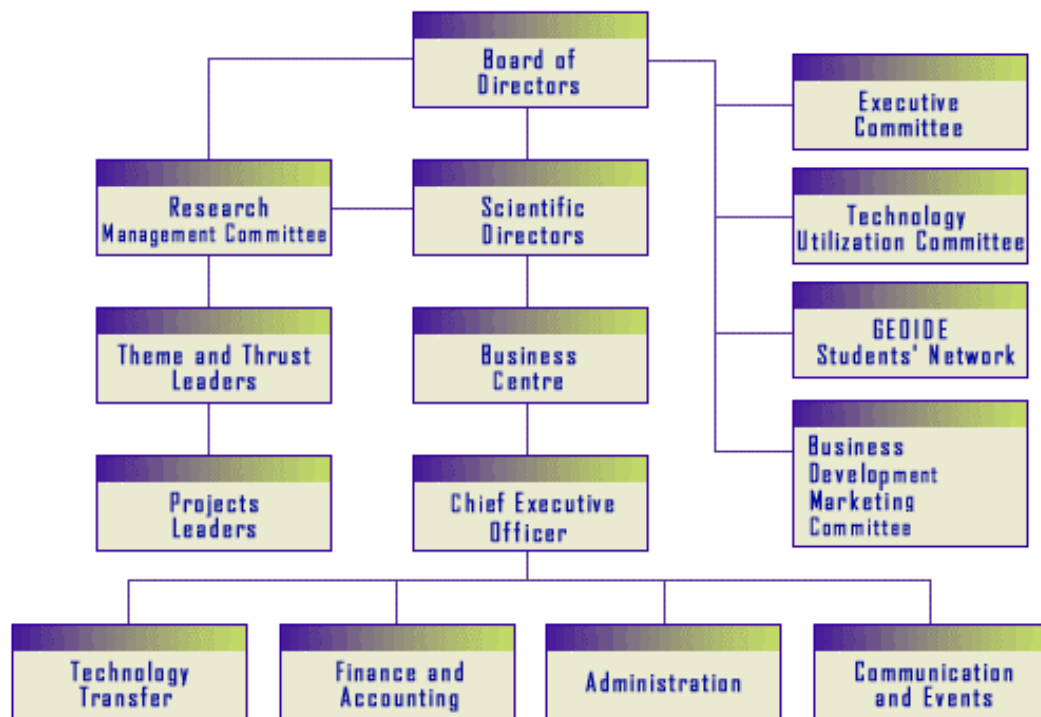 Board of
Directors
Executive
Committee
Research
Management Committee
Scientific
Directors
Technology
Utilization Committee
Theme and Thrust
Leaders
Business
Centre
GEOIDE
Students' Network
Projects
Leaders
Chief Executive
Officer
Business
Development
Marketing
Committee
Technology
Transfer
Finance and
Accounting
Administration
Communication
and Events